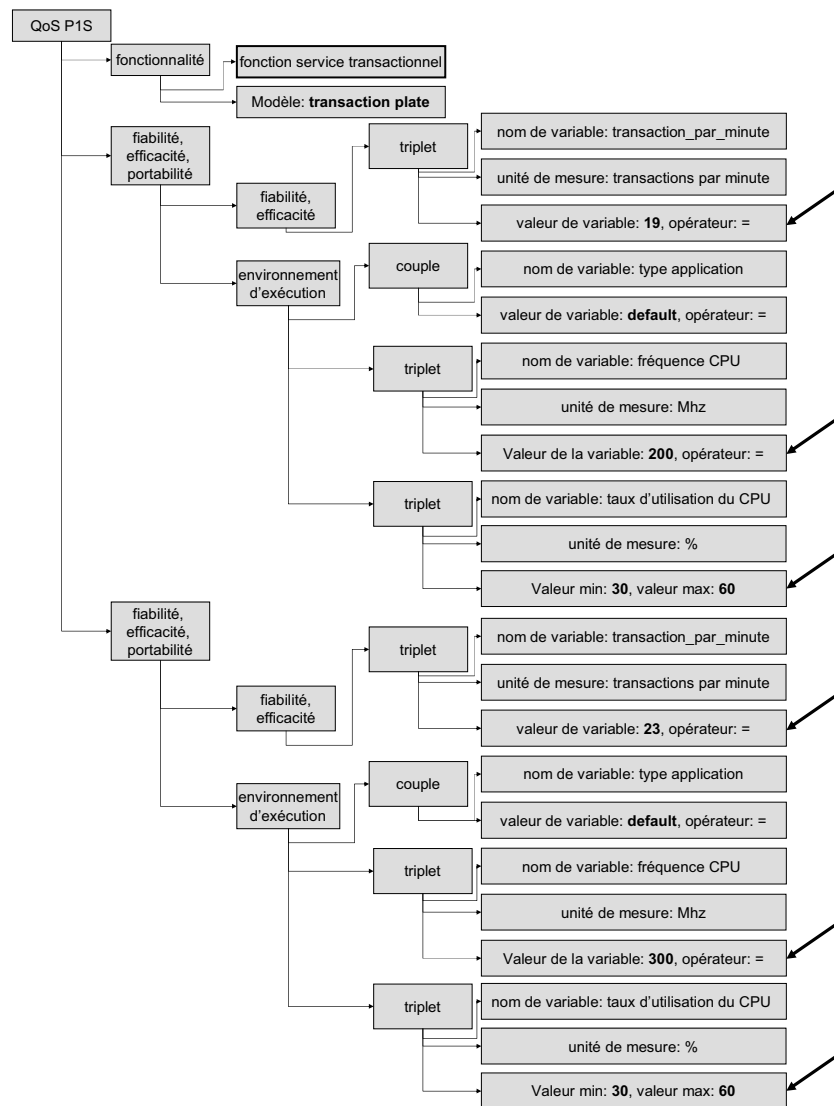 QoS P1S
fonctionnalité
fonction service transactionnel
Modèle: transaction plate
fiabilité,
efficacité,
portabilité
fiabilité,
efficacité
triplet
nom de variable: transaction_par_minute
unité de mesure: transactions par minute
valeur de variable: 19, opérateur: =
environnement
d'exécution
couple
nom de variable: type application
valeur de variable: default, opérateur: =
triplet
nom de variable: fréquence CPU
unité de mesure: Mhz
Valeur de la variable: 200, opérateur: =
triplet
nom de variable: taux d'utilisation du CPU
unité de mesure: %
Valeur min: 30, valeur max: 60
fiabilité,
efficacité,
portabilité
fiabilité,
efficacité
triplet
nom de variable: transaction_par_minute
unité de mesure: transactions par minute
valeur de variable: 23, opérateur: =
environnement
d'exécution
couple
nom de variable: type application
valeur de variable: default, opérateur: =
triplet
nom de variable: fréquence CPU
unité de mesure: Mhz
Valeur de la variable: 300, opérateur: =
triplet
nom de variable: taux d'utilisation du CPU
unité de mesure: %
Valeur min: 30, valeur max: 60